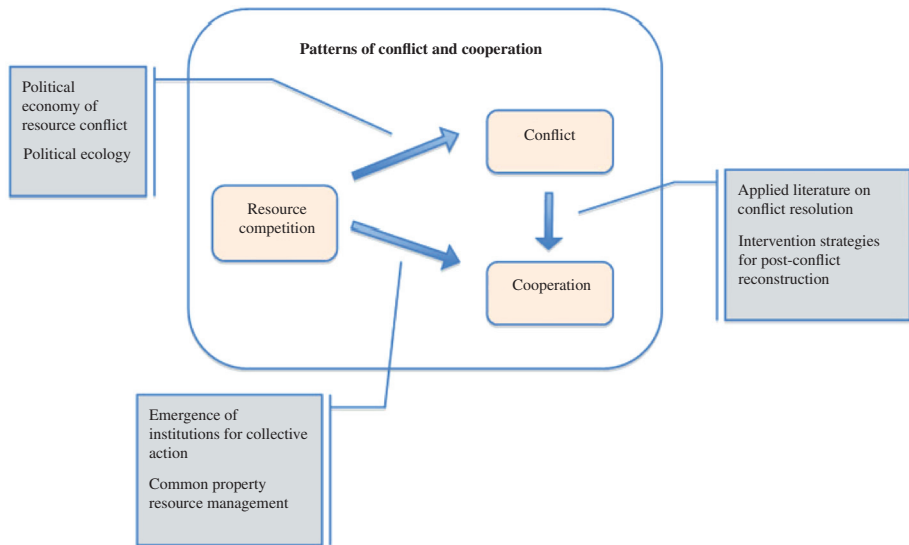 Patterns of conflict and cooperation
Political
economy of
resource conflict
Political ecology
Conflict
Resource
competition
Cooperation
Applied literature on
conflict resolution
Intervention strategies
for post-conflict
reconstruction
Emergence of
institutions for collective
action
Common property
resource management